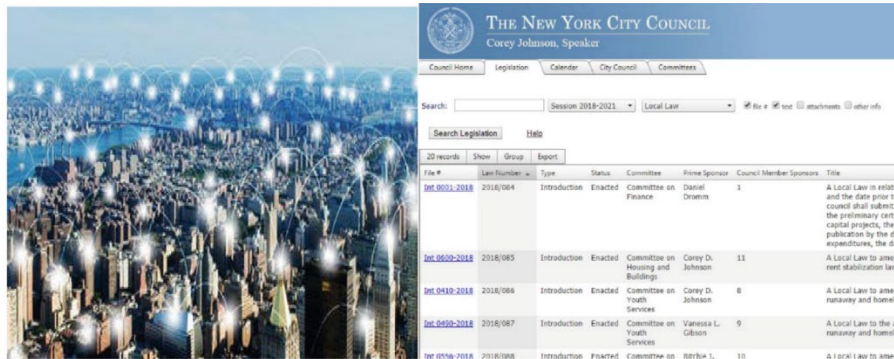 THE NEW YORK CITY COUNCIL
Corey Johnson, Speaker
Council Home Legislation Calendar City Council Committees
Search: Session 2018-2021 Local Law file # text attachments other info
Search Legislation Help
20 records Show Group Export
File # Law Number Type Status Committee Prime Sponsor Council Member Sponsors Title
Int 0001-2018 2018/084 Introduction Enacted Committee on Daniel 1 A Local Law in relat
Finance Dromm and the date prior t
council shall submit
the preliminary cert
capital projects, the
publication by the d
expenditures, the d
Int 0600-2018 2018/085 Introduction Enacted Committee on Corey D. 11 A Local Law to ame
Housing and Johnson rent stabilization la
Buildings
Int 0410-2018 2018/086 Introduction Enacted Committee on Corey D. 8 A Local Law to ame
Youth Johnson runaway and homel
Services
Int 0490-2018 2018/087 Introduction Enacted Committee on Vanessa L. 9 A Local Law to the a
Youth Gibson runaway and homel
Services
Int 0556-2018 2018/088 Introduction Enacted Committee on Ritchie J. 10 A Local Law to ame